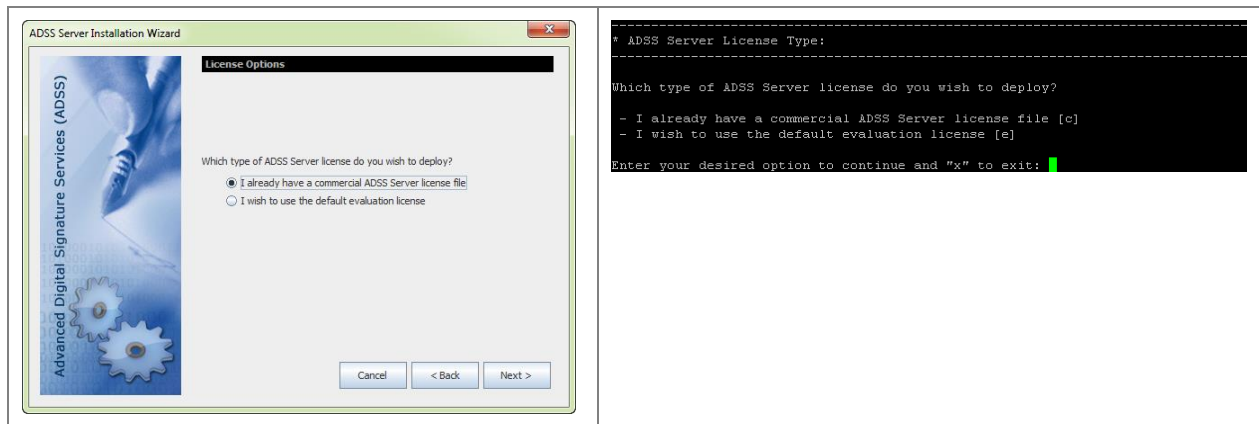 ADSS Server Installation Wizard
Advanced Digital Signature Services (ADSS)
License Options
Which type of ADSS Server license do you wish to deploy?
I already have a commercial ADSS Server license file
I wish to use the default evaluation license
Cancel
< Back
Next >
* ADSS Server License Type:
Which type of ADSS Server license do you wish to deploy?
- I already have a commercial ADSS Server license file [c]
- I wish to use the default evaluation license [e]
Enter your desired option to continue and "x" to exit: